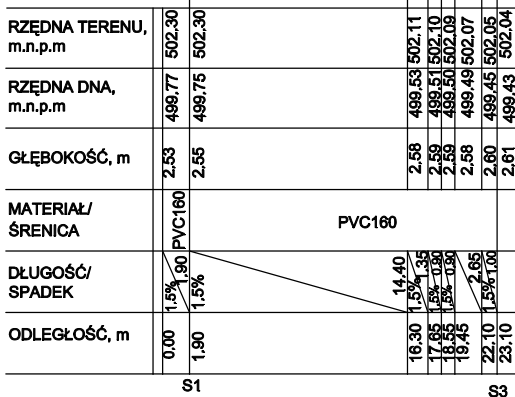 RZĘDNA TERENU, m.n.p.m
502.30 502.30 502.11 502.10 502.09 502.07 502.05 502.04
RZĘDNA DNA, m.n.p.m
499.77 499.75 499.53 499.51 499.50 499.49 499.45 499.43
GŁĘBOKOŚĆ, m
2.53 2.55 2.58 2.59 2.59 2.58 2.60 2.61
MATERIAŁ/ ŚRENICA
PVC160 PVC160
DŁUGOŚĆ/ SPADEK
1.90 14.40 1.35 0.90 0.90 2.65 1.00
1.5% 1.5% 1.5% 1.5% 1.5% 1.5%
ODLEGŁOŚĆ, m
0.00 1.90 16.30 17.65 18.55 19.45 22.10 23.10
S1 S3